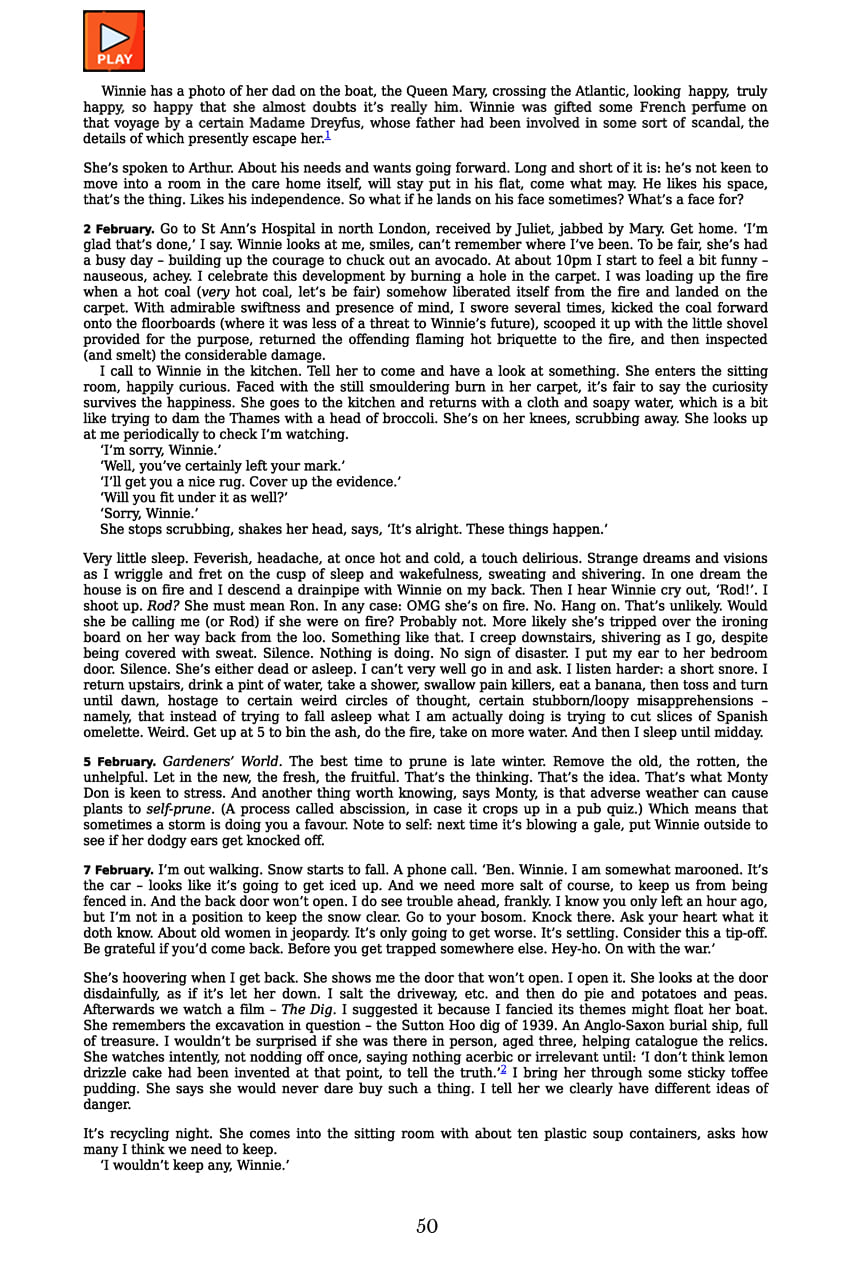 PLAY
Winnie has a photo of her dad on the boat, the Queen Mary, crossing the Atlantic, looking happy, truly
happy, so happy that she almost doubts it’s really him. Winnie was gifted some French perfume on
that voyage by a certain Madame Dreyfus, whose father had been involved in some sort of scandal, the
details of which presently escape her.1
She’s spoken to Arthur. About his needs and wants going forward. Long and short of it is: he’s not keen to
move into a room in the care home itself, will stay put in his flat, come what may. He likes his space,
that’s the thing. Likes his independence. So what if he lands on his face sometimes? What’s a face for?
2 February. Go to St Ann’s Hospital in north London, received by Juliet, jabbed by Mary. Get home. ‘I’m
glad that’s done,’ I say. Winnie looks at me, smiles, can’t remember where I’ve been. To be fair, she’s had
a busy day – building up the courage to chuck out an avocado. At about 10pm I start to feel a bit funny –
nauseous, achey. I celebrate this development by burning a hole in the carpet. I was loading up the fire
when a hot coal (very hot coal, let’s be fair) somehow liberated itself from the fire and landed on the
carpet. With admirable swiftness and presence of mind, I swore several times, kicked the coal forward
onto the floorboards (where it was less of a threat to Winnie’s future), scooped it up with the little shovel
provided for the purpose, returned the offending flaming hot briquette to the fire, and then inspected
(and smelt) the considerable damage.
I call to Winnie in the kitchen. Tell her to come and have a look at something. She enters the sitting
room, happily curious. Faced with the still smouldering burn in her carpet, it’s fair to say the curiosity
survives the happiness. She goes to the kitchen and returns with a cloth and soapy water, which is a bit
like trying to dam the Thames with a head of broccoli. She’s on her knees, scrubbing away. She looks up
at me periodically to check I’m watching.
‘I’m sorry, Winnie.’
‘Well, you’ve certainly left your mark.’
‘I’ll get you a nice rug. Cover up the evidence.’
‘Will you fit under it as well?’
‘Sorry, Winnie.’
She stops scrubbing, shakes her head, says, ‘It’s alright. These things happen.’
Very little sleep. Feverish, headache, at once hot and cold, a touch delirious. Strange dreams and visions
as I wriggle and fret on the cusp of sleep and wakefulness, sweating and shivering. In one dream the
house is on fire and I descend a drainpipe with Winnie on my back. Then I hear Winnie cry out, ‘Rod!’. I
shoot up. Rod? She must mean Ron. In any case: OMG she’s on fire. No. Hang on. That’s unlikely. Would
she be calling me (or Rod) if she were on fire? Probably not. More likely she’s tripped over the ironing
board on her way back from the loo. Something like that. I creep downstairs, shivering as I go, despite
being covered with sweat. Silence. Nothing is doing. No sign of disaster. I put my ear to her bedroom
door. Silence. She’s either dead or asleep. I can’t very well go in and ask. I listen harder: a short snore. I
return upstairs, drink a pint of water, take a shower, swallow pain killers, eat a banana, then toss and turn
until dawn, hostage to certain weird circles of thought, certain stubborn/loopy misapprehensions –
namely, that instead of trying to fall asleep what I am actually doing is trying to cut slices of Spanish
omelette. Weird. Get up at 5 to bin the ash, do the fire, take on more water. And then I sleep until midday.
5 February. Gardeners’ World. The best time to prune is late winter. Remove the old, the rotten, the
unhelpful. Let in the new, the fresh, the fruitful. That’s the thinking. That’s the idea. That’s what Monty
Don is keen to stress. And another thing worth knowing, says Monty, is that adverse weather can cause
plants to self-prune. (A process called abscission, in case it crops up in a pub quiz.) Which means that
sometimes a storm is doing you a favour. Note to self: next time it’s blowing a gale, put Winnie outside to
see if her dodgy ears get knocked off.
7 February. I’m out walking. Snow starts to fall. A phone call. ‘Ben. Winnie. I am somewhat marooned. It’s
the car – looks like it’s going to get iced up. And we need more salt of course, to keep us from being
fenced in. And the back door won’t open. I do see trouble ahead, frankly. I know you only left an hour ago,
but I’m not in a position to keep the snow clear. Go to your bosom. Knock there. Ask your heart what it
doth know. About old women in jeopardy. It’s only going to get worse. It’s settling. Consider this a tip-off.
Be grateful if you’d come back. Before you get trapped somewhere else. Hey-ho. On with the war.’
She’s hoovering when I get back. She shows me the door that won’t open. I open it. She looks at the door
disdainfully, as if it’s let her down. I salt the driveway, etc. and then do pie and potatoes and peas.
Afterwards we watch a film – The Dig. I suggested it because I fancied its themes might float her boat.
She remembers the excavation in question – the Sutton Hoo dig of 1939. An Anglo-Saxon burial ship, full
of treasure. I wouldn’t be surprised if she was there in person, aged three, helping catalogue the relics.
She watches intently, not nodding off once, saying nothing acerbic or irrelevant until: ‘I don’t think lemon
drizzle cake had been invented at that point, to tell the truth.’2 I bring her through some sticky toffee
pudding. She says she would never dare buy such a thing. I tell her we clearly have different ideas of
danger.
It’s recycling night. She comes into the sitting room with about ten plastic soup containers, asks how
many I think we need to keep.
‘I wouldn’t keep any, Winnie.’
50